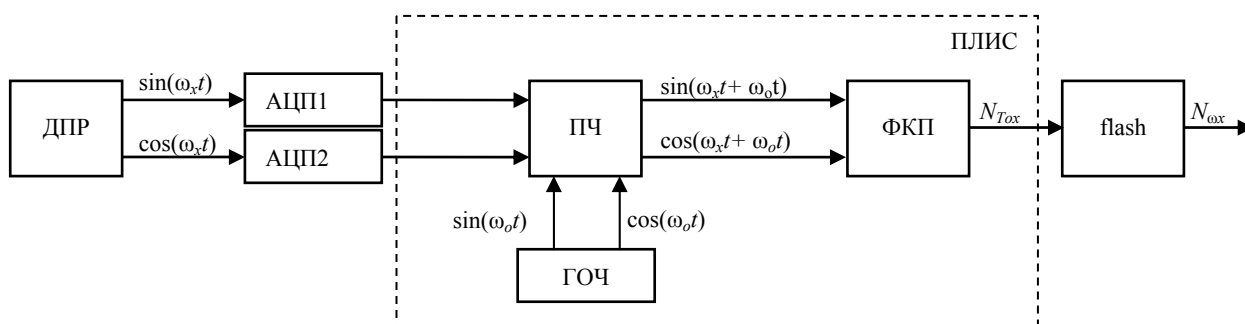 ПЛИС
ДПР
sin(ωxt)
cos(ωxt)
АЦП1
АЦП2
ПЧ
sin(ωxt+ ωot)
cos(ωxt+ ωot)
ФКП
NTox
flash
Nωx
sin(ωot)
cos(ωot)
ГОЧ